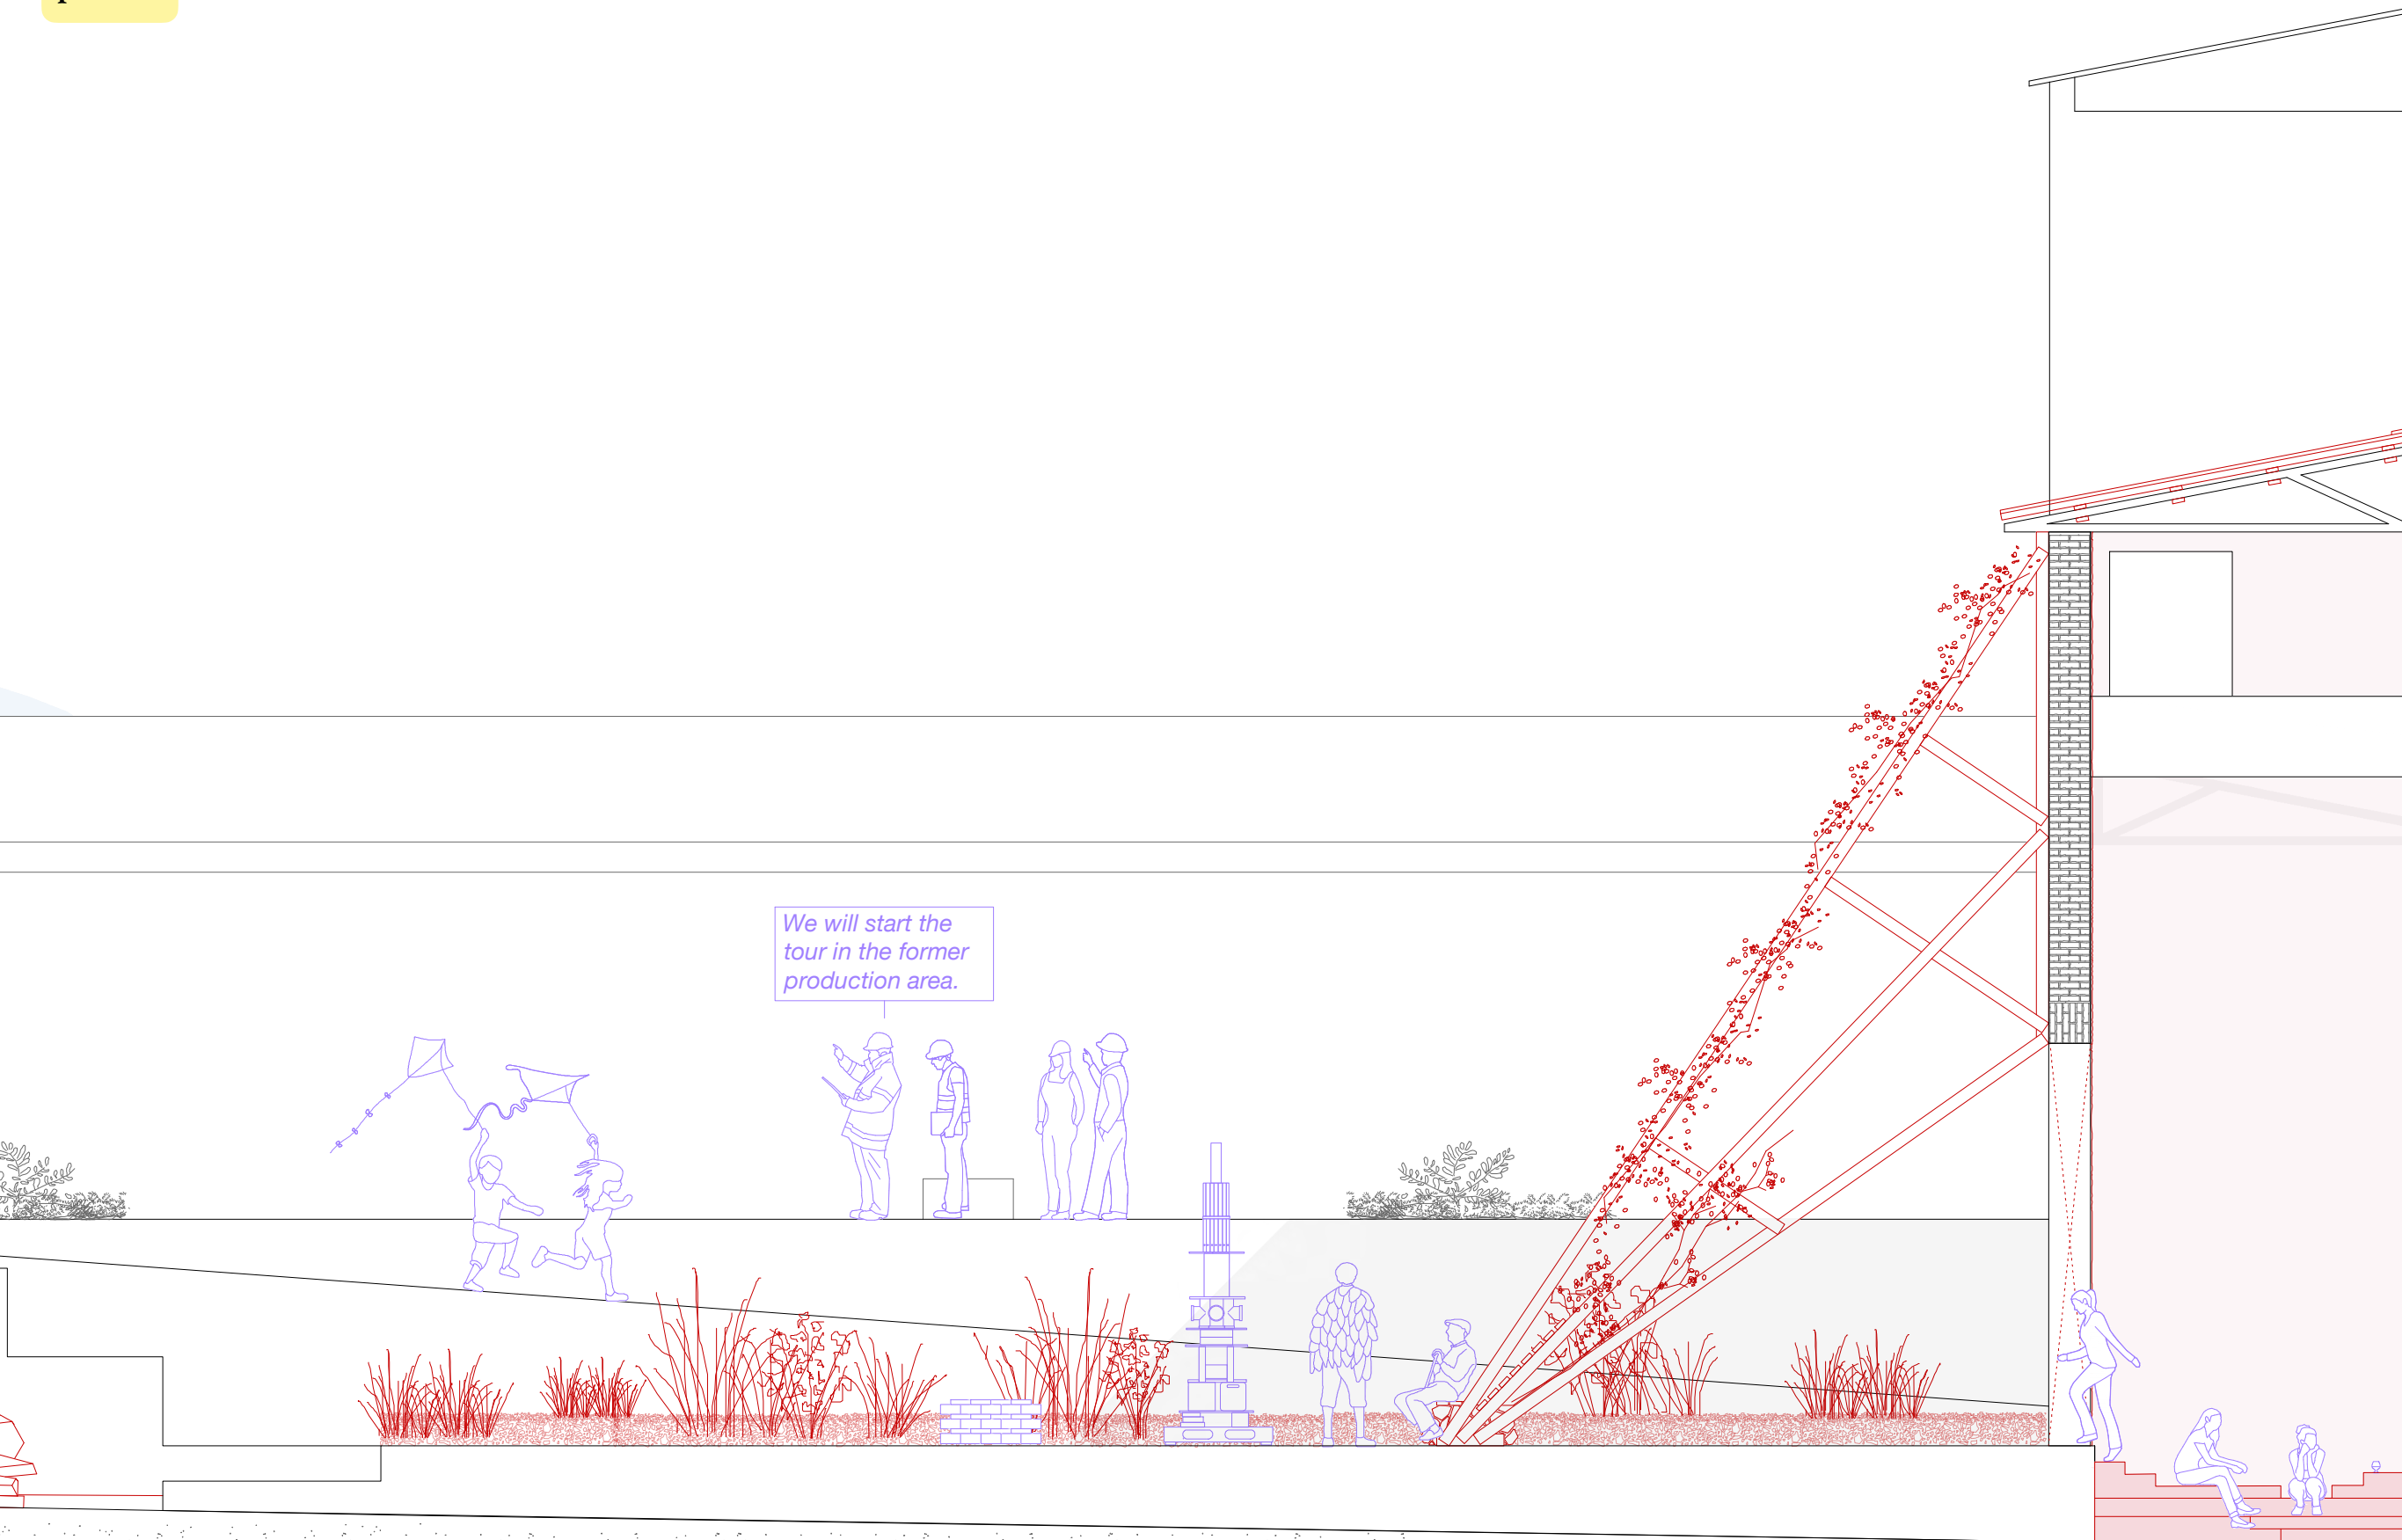 We will start the
tour in the former
production area.